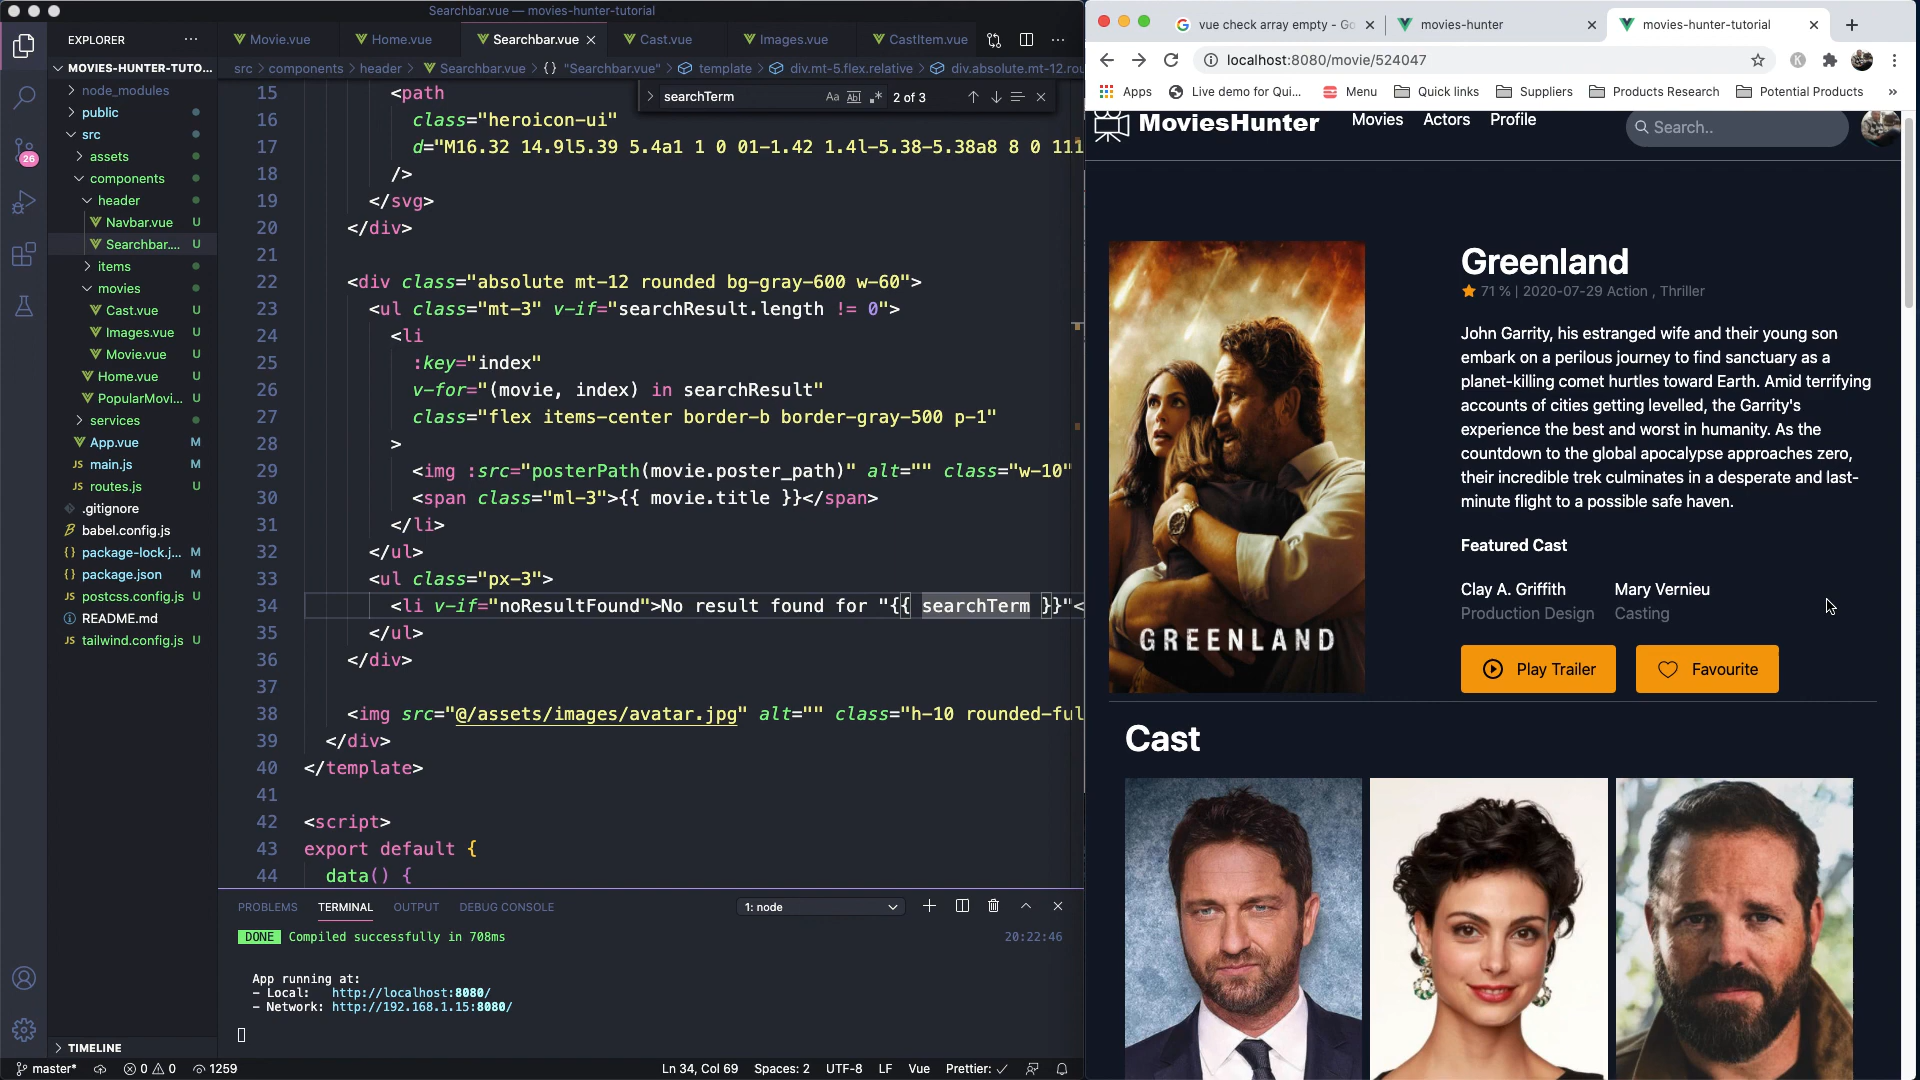 Searchbar.vue — movies-hunter-tutorial
EXPLORER
MOVIES-HUNTER-TUTO...
node_modules
public
src
assets
components
header
Navbar.vue U
Searchbar.... U
items
movies
Cast.vue U
Images.vue U
Movie.vue U
Home.vue U
PopularMovi... U
services
App.vue M
JS main.js M
JS routes.js U
.gitignore
babel.config.js
{} package-lock.j... M
{} package.json M
JS postcss.config.js U
README.md
JS tailwind.config.js U
TIMELINE
26
Movie.vue
Home.vue
Searchbar.vue
Cast.vue
Images.vue
CastItem.vue
src > components > header > Searchbar.vue > {} "Searchbar.vue" > template > div.mt-5.flex.relative > div.absolute.mt-12.rou
searchTerm Aa Abl .* 2 of 3
15 <path
16 class="heroicon-ui"
17 d="M16.32 14.9l5.39 5.4a1 1 0 01-1.42 1.4l-5.38-5.38a8 8 0 111
18 />
19 </svg>
20 </div>
21
22 <div class="absolute mt-12 rounded bg-gray-600 w-60">
23 <ul class="mt-3" v-if="searchResult.length != 0">
24 <li
25 :key="index"
26 v-for="(movie, index) in searchResult"
27 class="flex items-center border-b border-gray-500 p-1"
28 >
29 <img :src="posterPath(movie.poster_path)" alt="" class="w-10"
30 <span class="ml-3">{{ movie.title }}</span>
31 </li>
32 </ul>
33 <ul class="px-3">
34 <li v-if="noResultFound">No result found for "{{ searchTerm }}"<
35 </ul>
36 </div>
37
38 <img src="@/assets/images/avatar.jpg" alt="" class="h-10 rounded-ful
39 </div>
40 </template>
41
42 <script>
43 export default {
44 data() {
PROBLEMS TERMINAL OUTPUT DEBUG CONSOLE 1: node
DONE Compiled successfully in 708ms 20:22:46
App running at:
- Local: http://localhost:8080/
- Network: http://192.168.1.15:8080/
master* 0 0 1259 Ln 34, Col 69 Spaces: 2 UTF-8 LF Vue Prettier: ✓
vue check array empty - Go
movies-hunter
movies-hunter-tutorial
localhost:8080/movie/524047
K
Apps Live demo for Qui... Menu Quick links Suppliers Products Research Potential Products »
MoviesHunter Movies Actors Profile Search..
Greenland
71 % | 2020-07-29 Action , Thriller
John Garrity, his estranged wife and their young son
embark on a perilous journey to find sanctuary as a
planet-killing comet hurtles toward Earth. Amid terrifying
accounts of cities getting levelled, the Garrity's
experience the best and worst in humanity. As the
countdown to the global apocalypse approaches zero,
their incredible trek culminates in a desperate and last-
minute flight to a possible safe haven.
Featured Cast
Clay A. Griffith Mary Vernieu
Production Design Casting
Play Trailer Favourite
GREENLAND
Cast